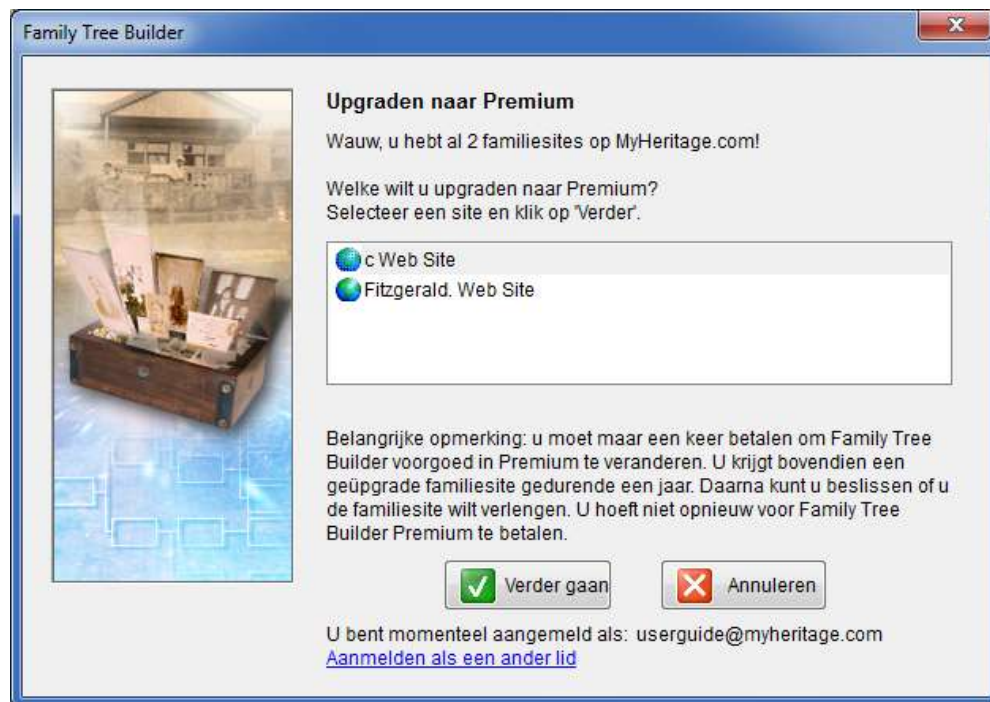 Family Tree Builder
Upgraden naar Premium
Wauw, u hebt al 2 familiesites op MyHeritage.com!
Welke wilt u upgraden naar Premium?
Selecteer een site en klik op 'Verder'.
c Web Site
Fitzgerald. Web Site
Belangrijke opmerking: u moet maar een keer betalen om Family Tree
Builder voorgoed in Premium te veranderen. U krijgt bovendien een
geüpgrade familiesite gedurende een jaar. Daarna kunt u beslissen of u
de familiesite wilt verlengen. U hoeft niet opnieuw voor Family Tree
Builder Premium te betalen.
Verder gaan
Annuleren
U bent momenteel aangemeld als: userguide@myheritage.com
Aanmelden als een ander lid